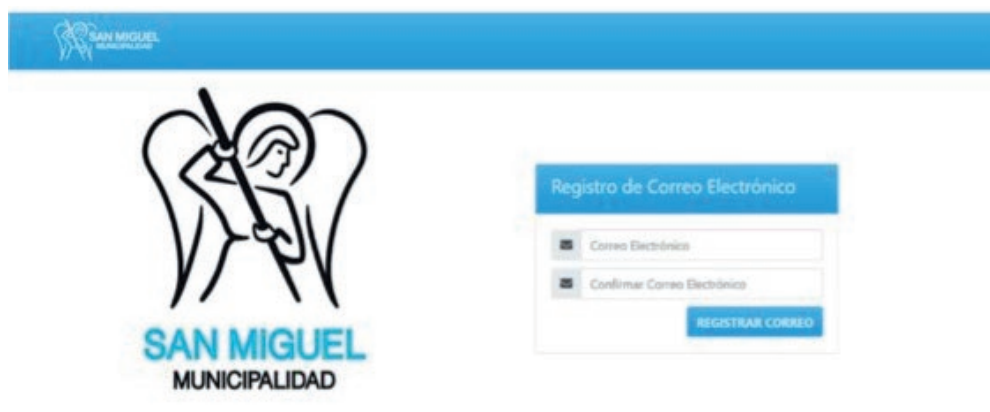 SAN MIGUEL
MUNICIPALIDAD
SAN MIGUEL
MUNICIPALIDAD
Registro de Correo Electrónico
Correo Electrónico
Confirmar Correo Electrónico
REGISTRAR CORREO